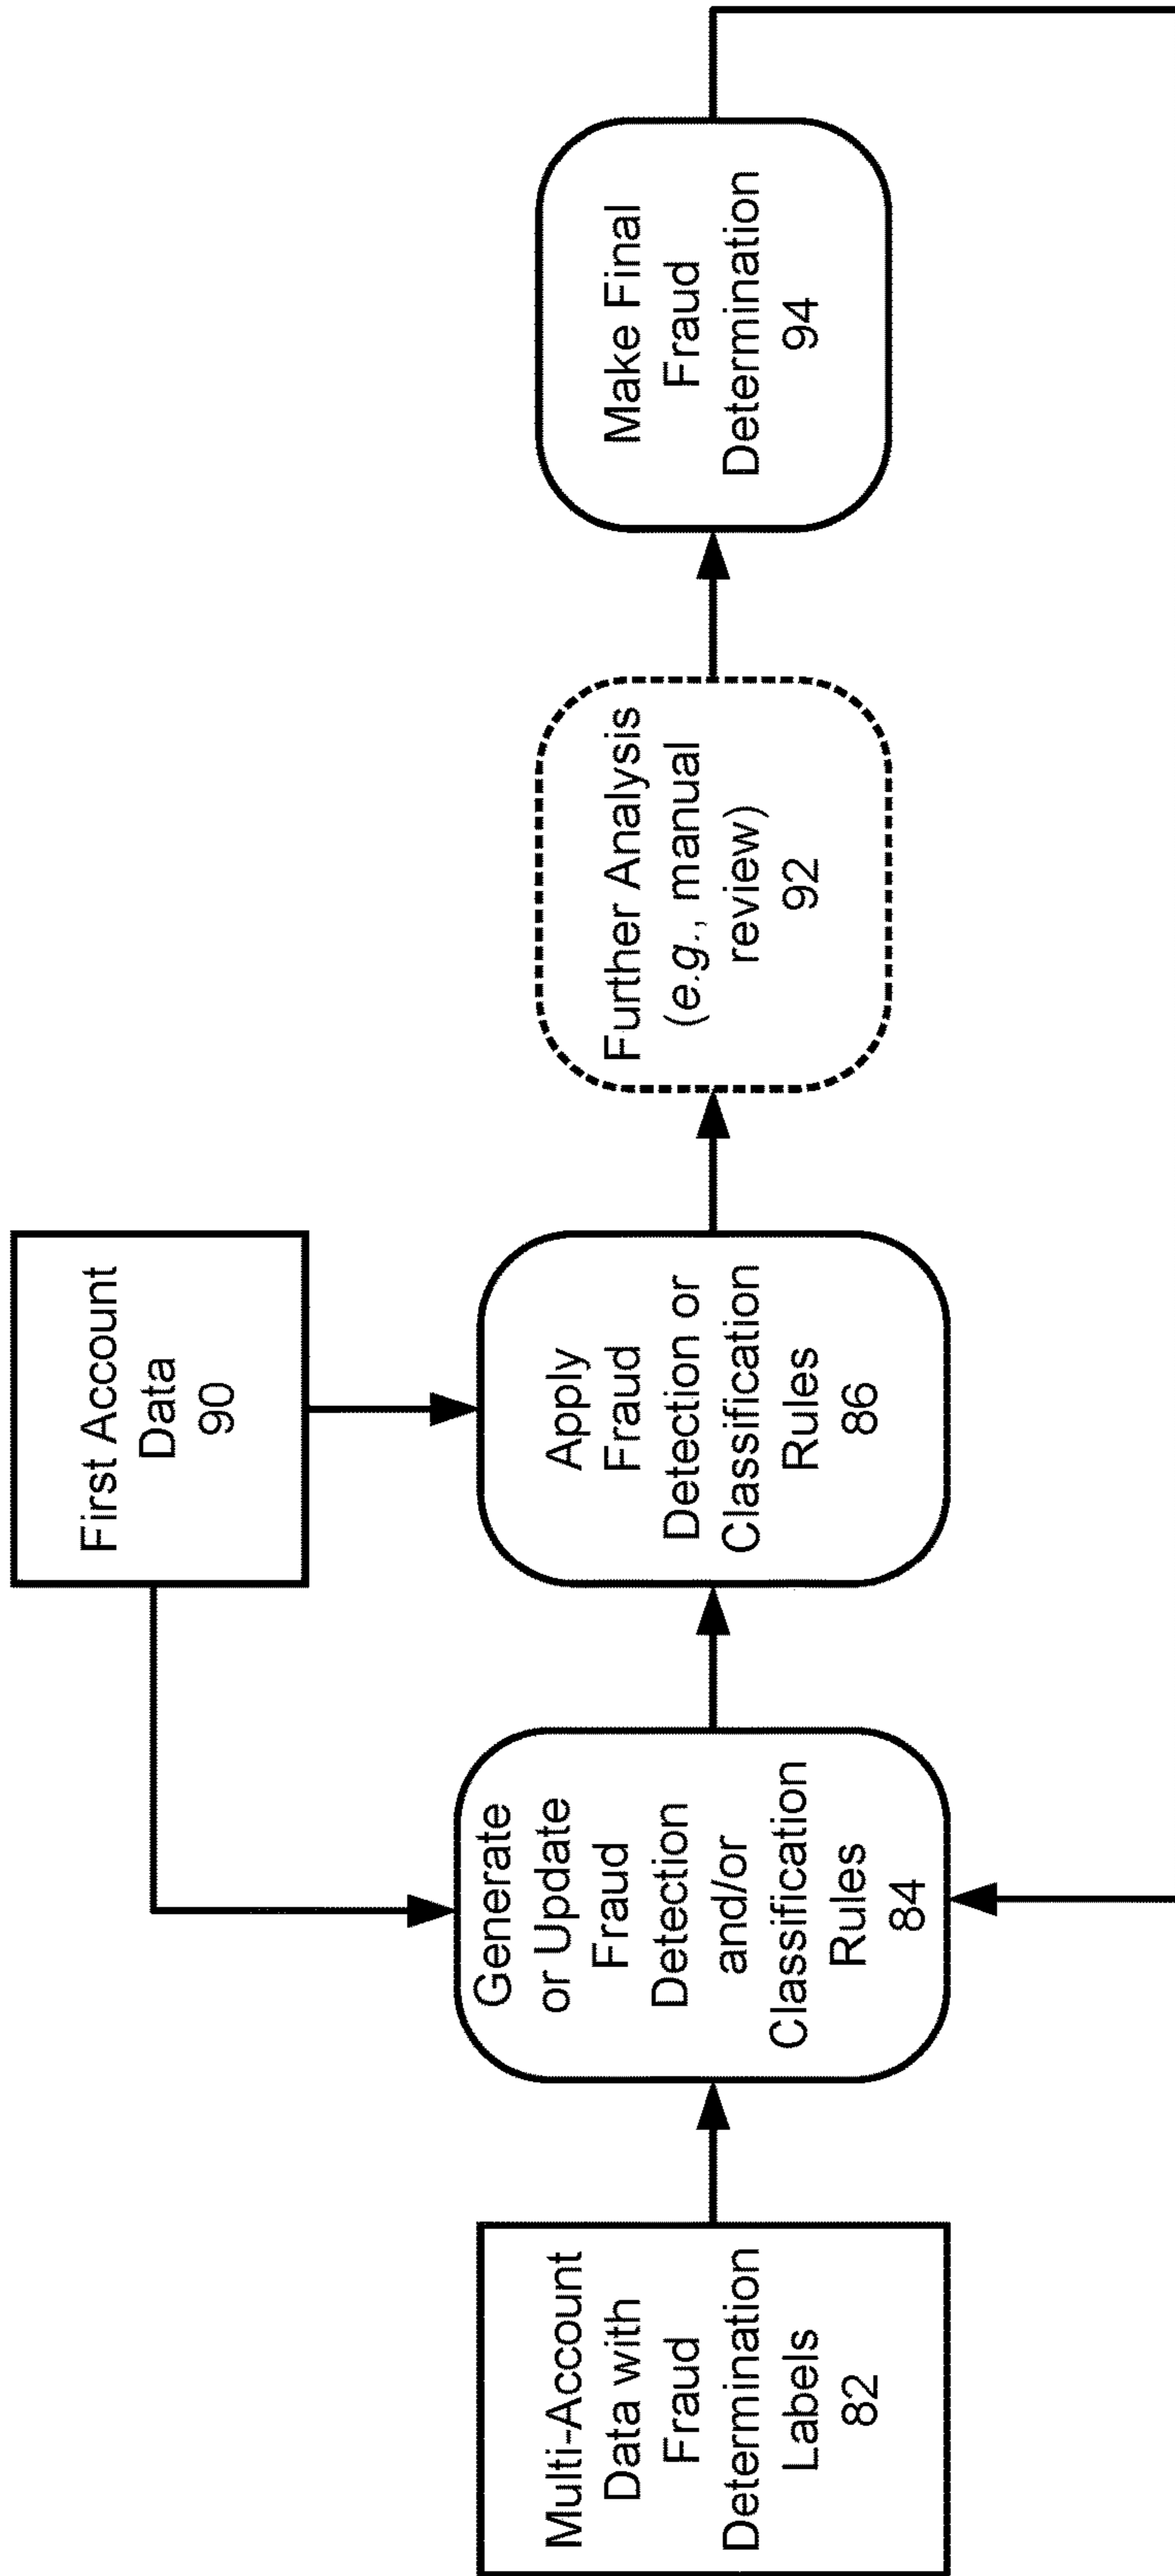 First Account
Data
90
Multi-Account
Data with
Fraud
Determination
Labels
82
Generate
or Update
Fraud
Detection
and/or
Classification
Rules
84
Apply
Fraud
Detection or
Classification
Rules
86
Further Analysis
(e.g., manual
review)
92
Make Final
Fraud
Determination
94